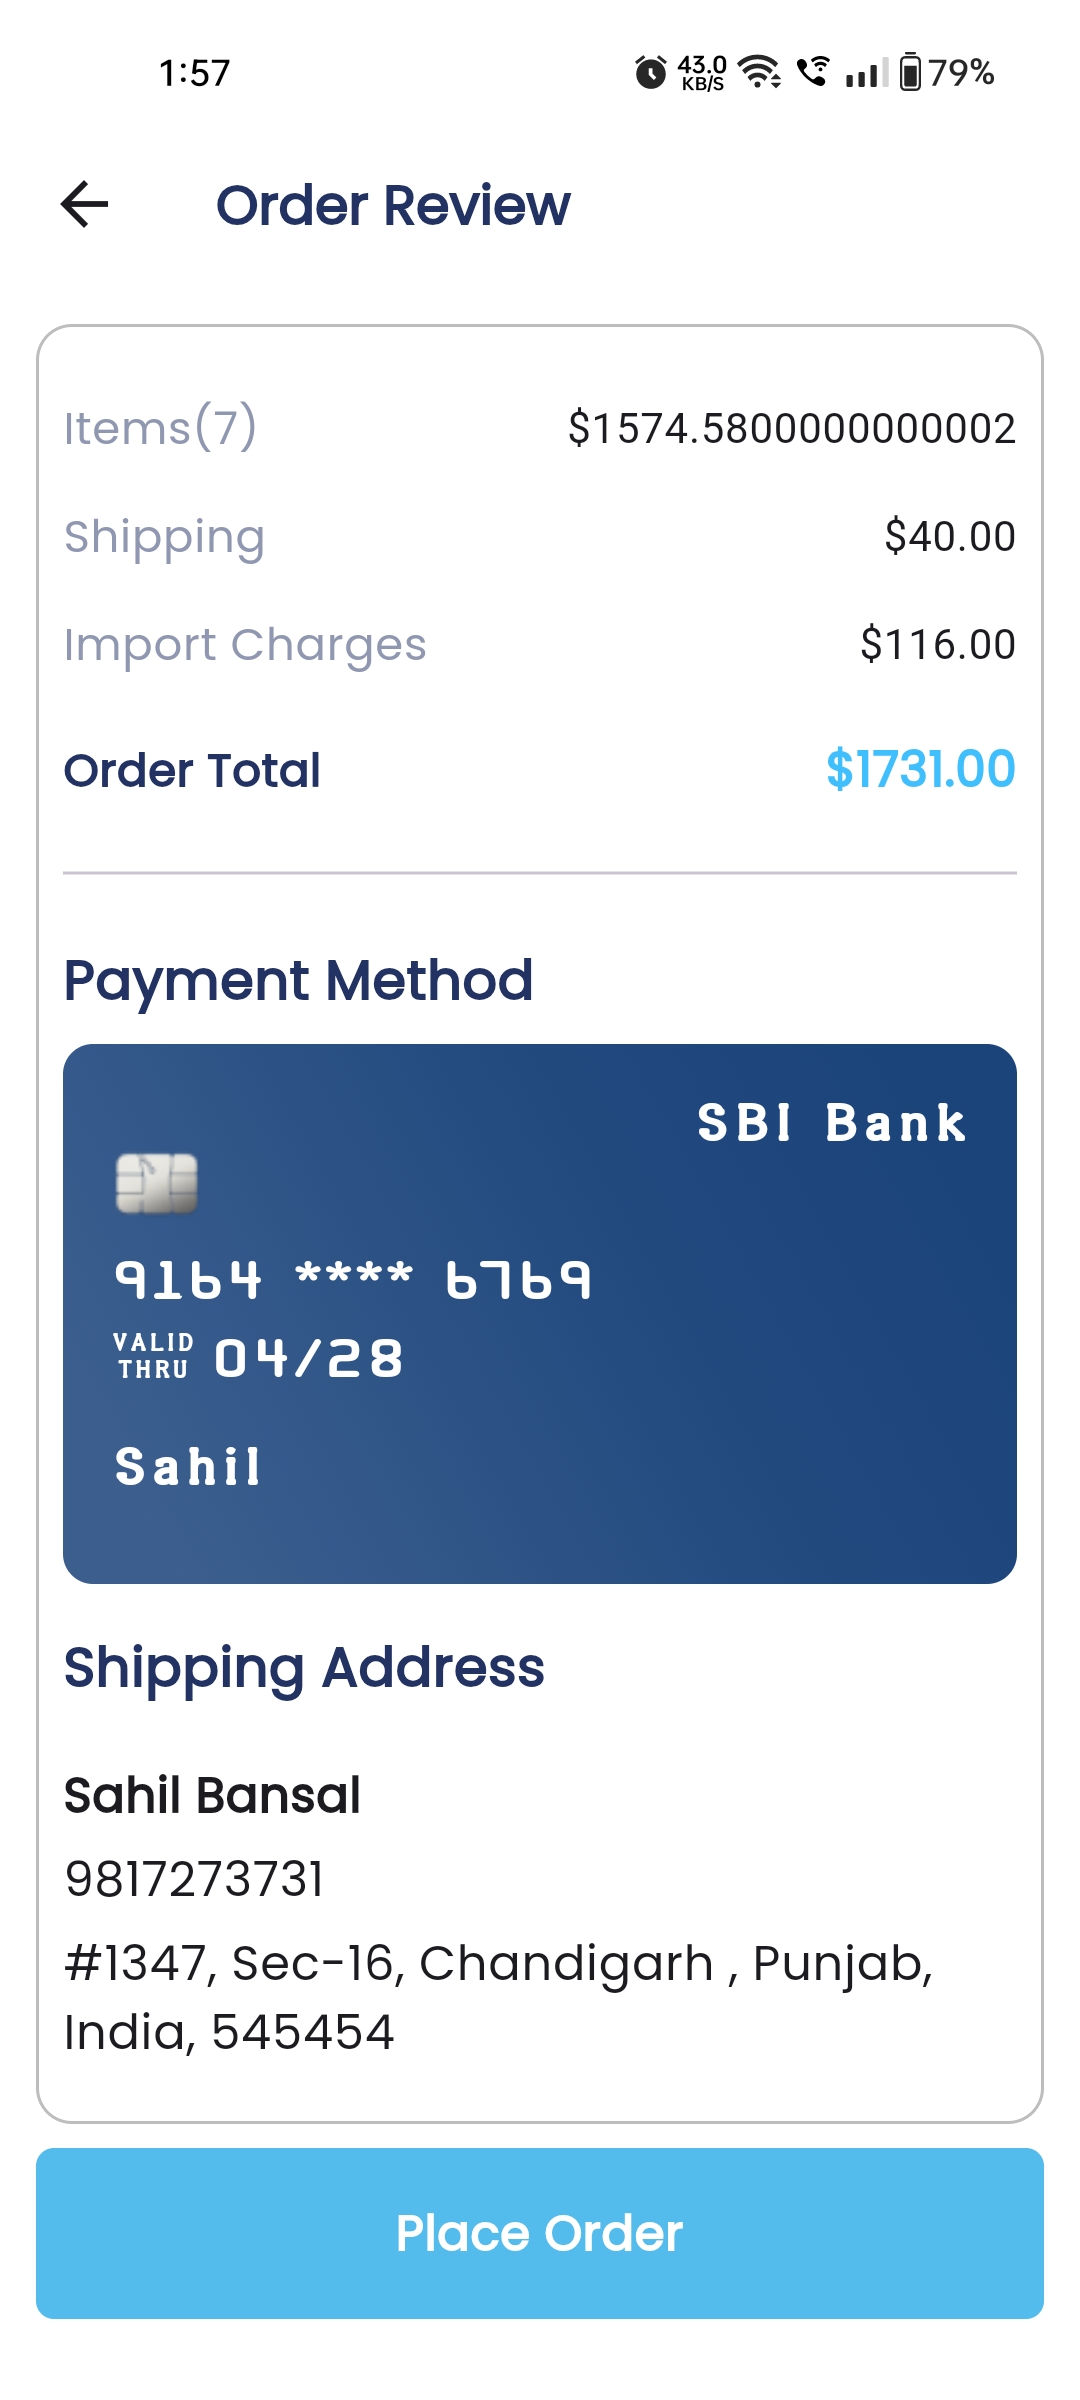 1:57
43.0
KB/S
79%
Order Review
Items(7) $1574.5800000000002
Shipping $40.00
Import Charges $116.00
Order Total $1731.00
Payment Method
SBI Bank
9164 **** 6769
VALID
THRU 04/28
Sahil
Shipping Address
Sahil Bansal
9817273731
#1347, Sec-16, Chandigarh , Punjab,
India, 545454
Place Order